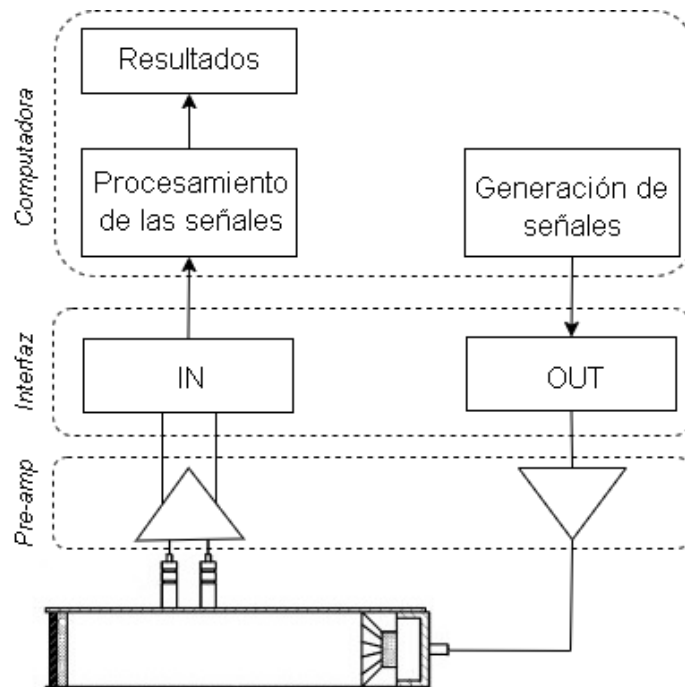 Computadora
Resultados
Procesamiento
de las señales
Generación de
señales
Interfaz
IN
OUT
Pre-amp